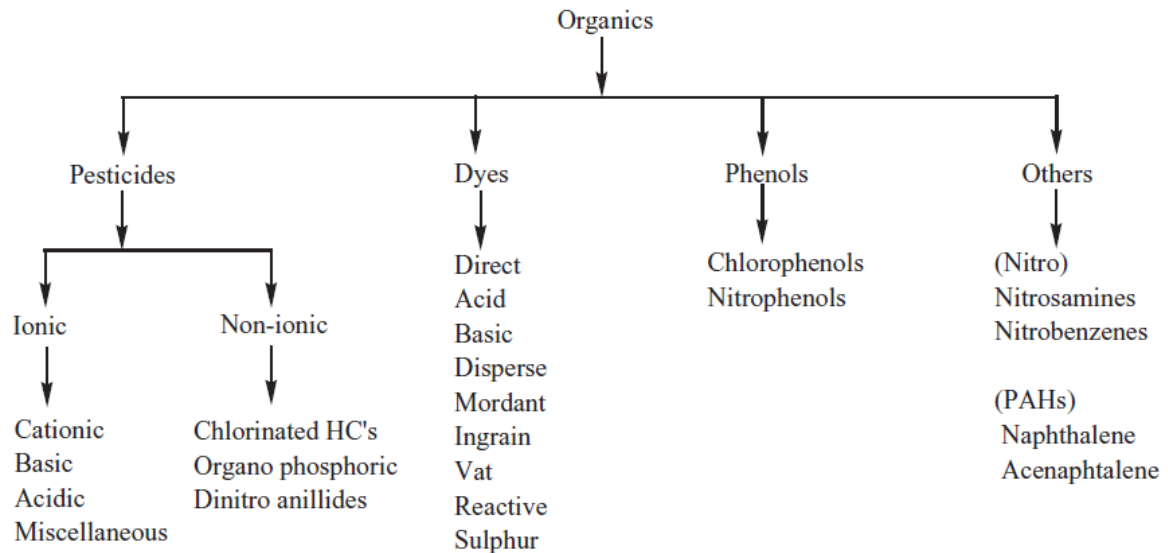 Organics
Pesticides
Dyes
Phenols
Others
Ionic
Non-ionic
Cationic
Basic
Acidic
Miscellaneous
Chlorinated HC's
Organo phosphoric
Dinitro anillides
Direct
Acid
Basic
Disperse
Mordant
Ingrain
Vat
Reactive
Sulphur
Chlorophenols
Nitrophenols
(Nitro)
Nitrosamines
Nitrobenzenes
(PAHs)
Naphthalene
Acenaphtalene